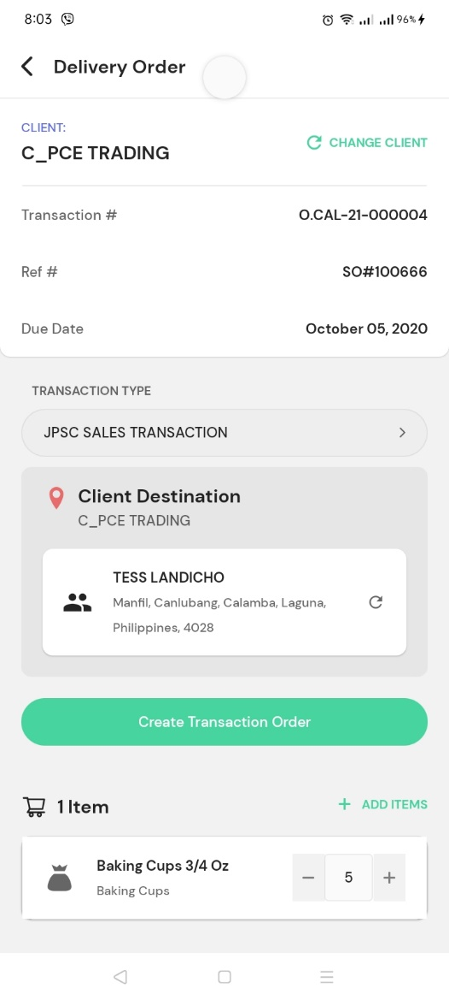 8:03
96%
Delivery Order
CLIENT:
C_PCE TRADING
CHANGE CLIENT
Transaction #
O.CAL-21-000004
Ref #
SO#100666
Due Date
October 05, 2020
TRANSACTION TYPE
JPSC SALES TRANSACTION
Client Destination
C_PCE TRADING
TESS LANDICHO
Manfil, Canlubang, Calamba, Laguna,
Philippines, 4028
Create Transaction Order
1 Item
+ ADD ITEMS
Baking Cups 3/4 Oz
Baking Cups
− 5 +